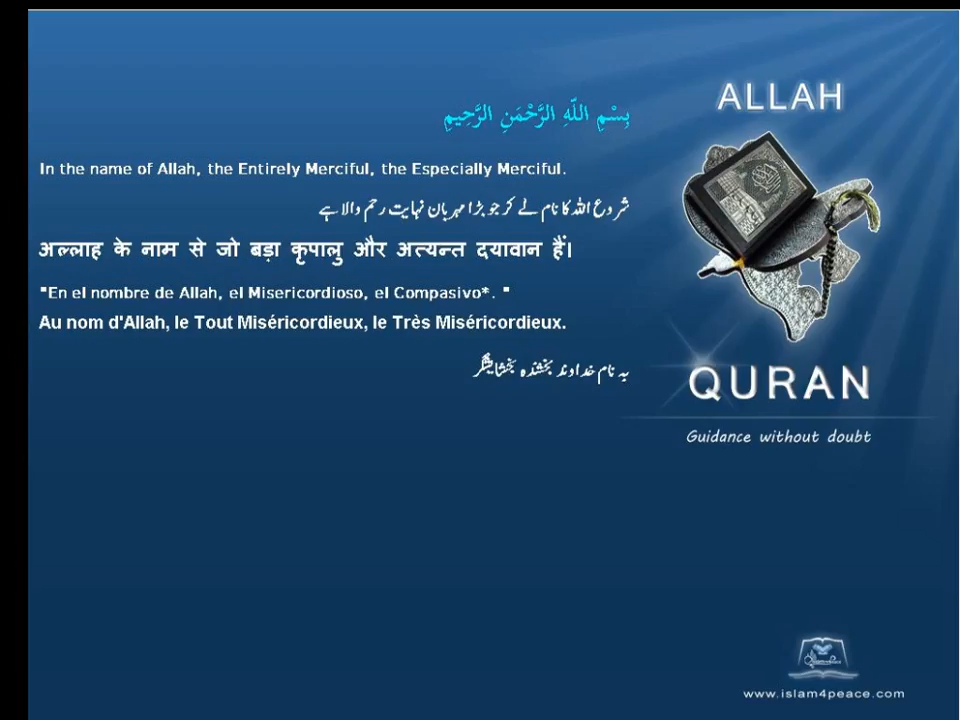 بِسْمِ اللَّهِ الرَّحْمَنِ الرَّحِيمِ
In the name of Allah, the Entirely Merciful, the Especially Merciful.
شروع الله کا نام لے کر جو بڑا مہربان نہایت رحم والا ہے
अल्लाह के नाम से जो बड़ा कृपालु और अत्यन्त दयावान हैं।
"En el nombre de Allah, el Misericordioso, el Compasivo*. "
Au nom d'Allah, le Tout Miséricordieux, le Très Miséricordieux.
به نام خداوند بخشنده بخشایشگر
ALLAH
QURAN
Guidance without doubt
www.islam4peace.com